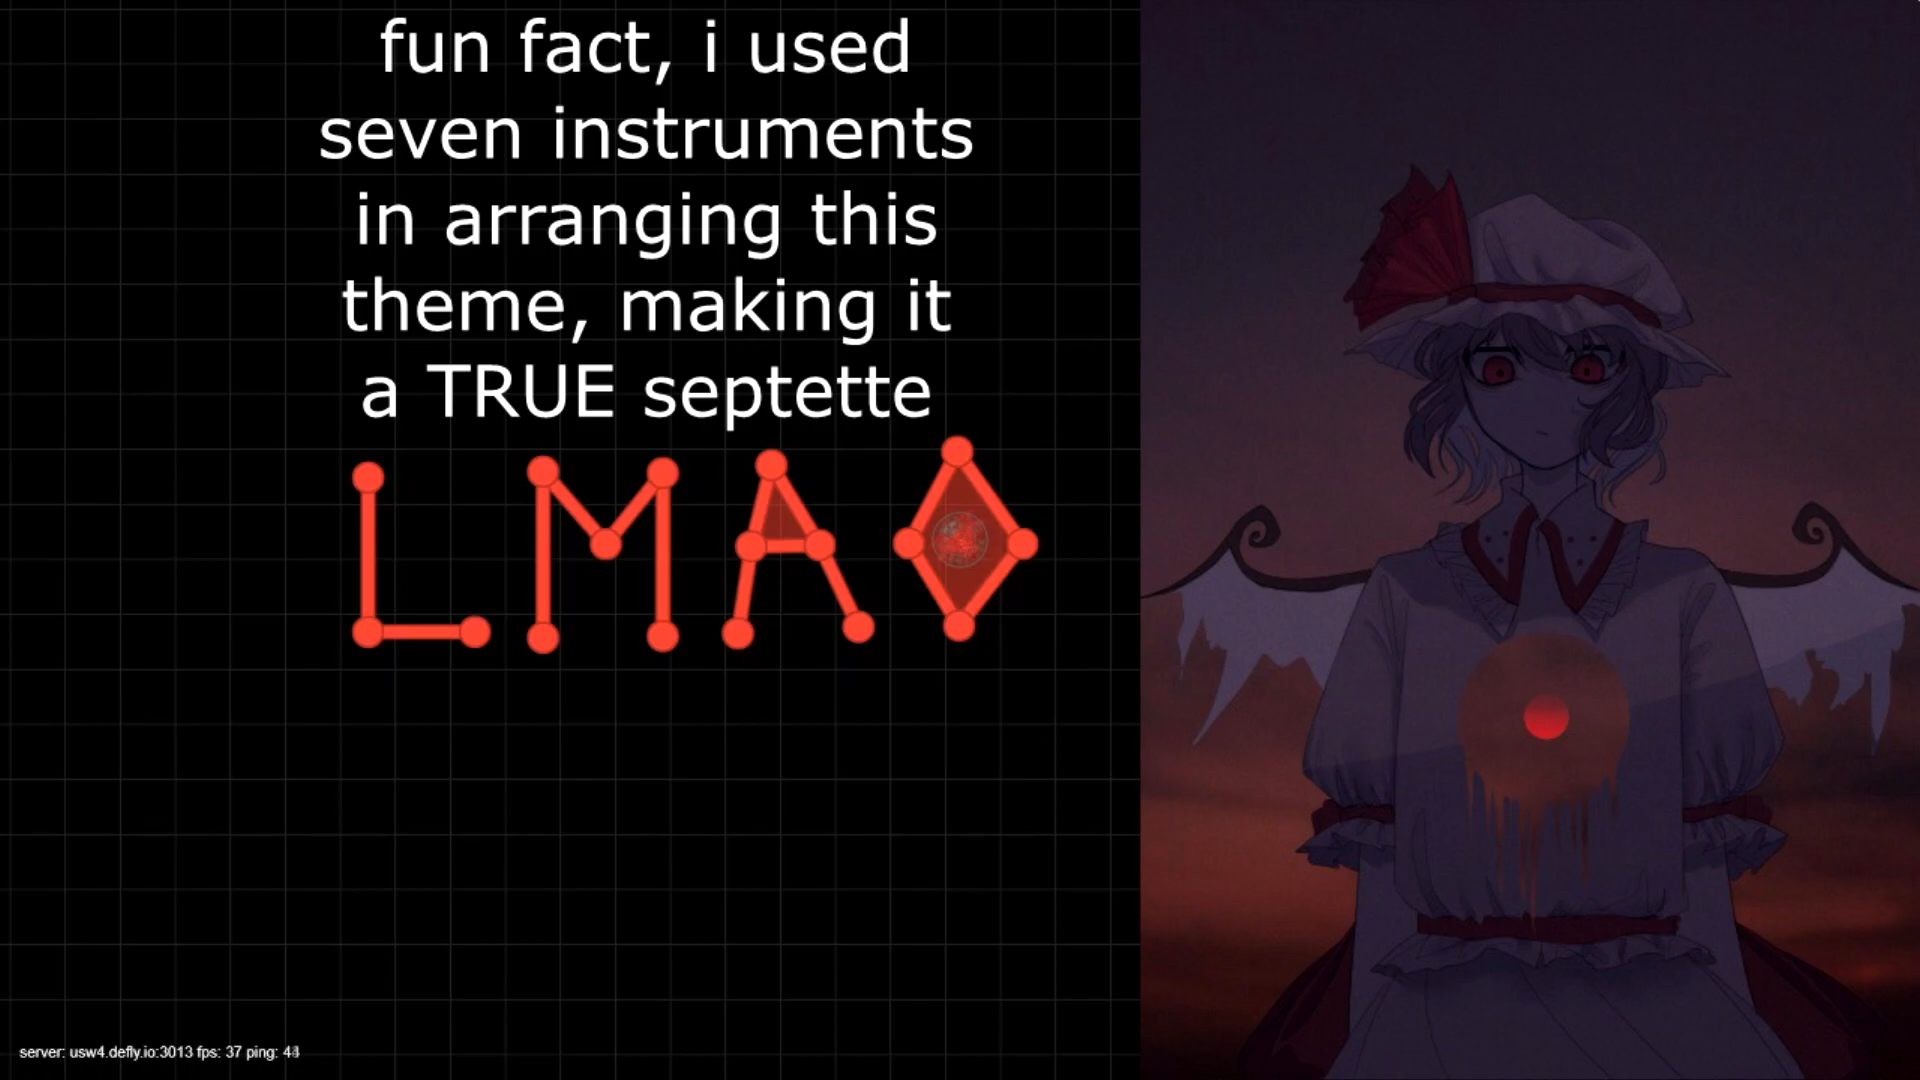 fun fact, i used
seven instruments
in arranging this
theme, making it
a TRUE septette
LMAO
server: usw4.defly.io:3013 fps: 37 ping: